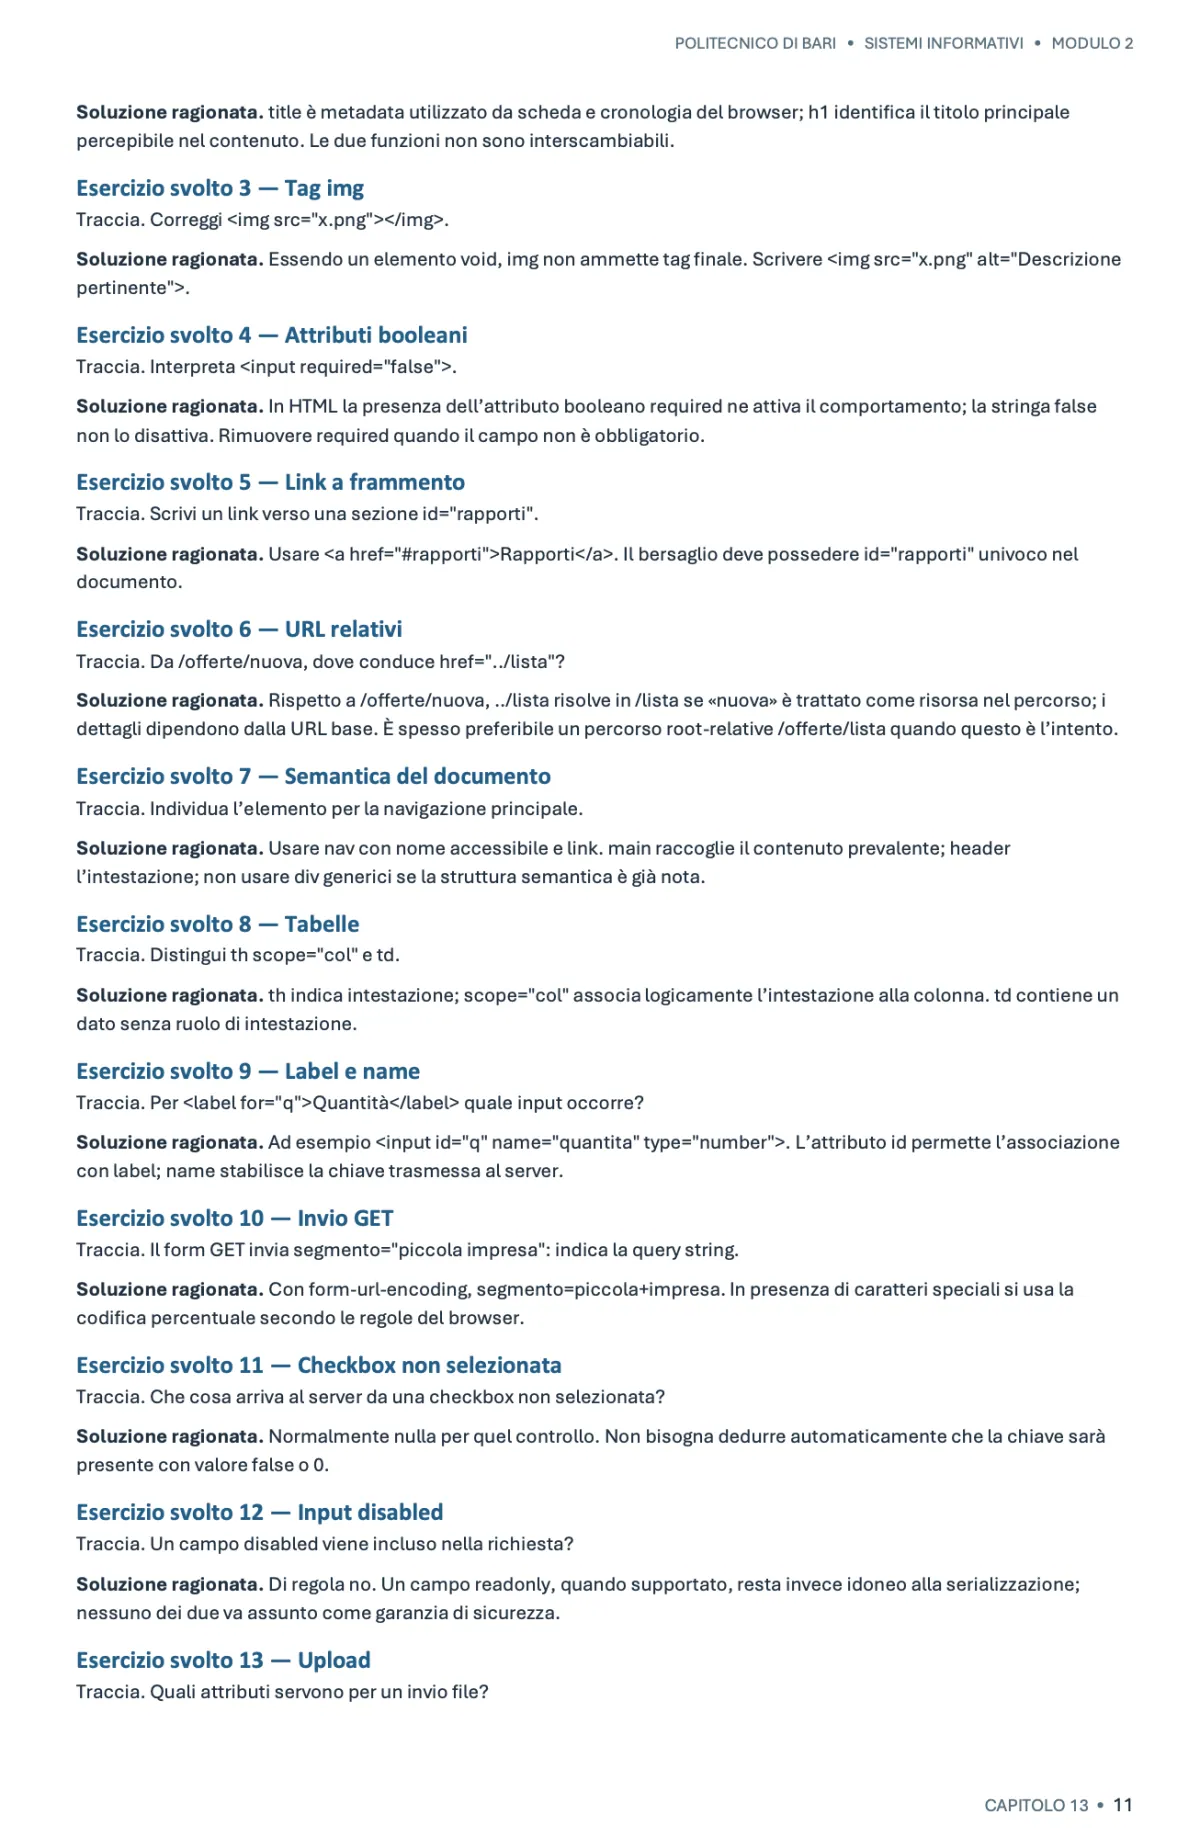 POLITECNICO DI BARI • SISTEMI INFORMATIVI • MODULO 2
Soluzione ragionata. title è metadata utilizzato da scheda e cronologia del browser; h1 identifica il titolo principale
percepibile nel contenuto. Le due funzioni non sono interscambiabili.
Esercizio svolto 3 — Tag img
Traccia. Correggi <img src="x.png"></img>.
Soluzione ragionata. Essendo un elemento void, img non ammette tag finale. Scrivere <img src="x.png" alt="Descrizione
pertinente">.
Esercizio svolto 4 — Attributi booleani
Traccia. Interpreta <input required="false">.
Soluzione ragionata. In HTML la presenza dell’attributo booleano required ne attiva il comportamento; la stringa false
non lo disattiva. Rimuovere required quando il campo non è obbligatorio.
Esercizio svolto 5 — Link a frammento
Traccia. Scrivi un link verso una sezione id="rapporti".
Soluzione ragionata. Usare <a href="#rapporti">Rapporti</a>. Il bersaglio deve possedere id="rapporti" univoco nel
documento.
Esercizio svolto 6 — URL relativi
Traccia. Da /offerte/nuova, dove conduce href="../lista"?
Soluzione ragionata. Rispetto a /offerte/nuova, ../lista risolve in /lista se «nuova» è trattato come risorsa nel percorso; i
dettagli dipendono dalla URL base. È spesso preferibile un percorso root-relative /offerte/lista quando questo è l’intento.
Esercizio svolto 7 — Semantica del documento
Traccia. Individua l’elemento per la navigazione principale.
Soluzione ragionata. Usare nav con nome accessibile e link. main raccoglie il contenuto prevalente; header
l’intestazione; non usare div generici se la struttura semantica è già nota.
Esercizio svolto 8 — Tabelle
Traccia. Distingui th scope="col" e td.
Soluzione ragionata. th indica intestazione; scope="col" associa logicamente l’intestazione alla colonna. td contiene un
dato senza ruolo di intestazione.
Esercizio svolto 9 — Label e name
Traccia. Per <label for="q">Quantità</label> quale input occorre?
Soluzione ragionata. Ad esempio <input id="q" name="quantita" type="number">. L’attributo id permette l’associazione
con label; name stabilisce la chiave trasmessa al server.
Esercizio svolto 10 — Invio GET
Traccia. Il form GET invia segmento="piccola impresa": indica la query string.
Soluzione ragionata. Con form-url-encoding, segmento=piccola+impresa. In presenza di caratteri speciali si usa la
codifica percentuale secondo le regole del browser.
Esercizio svolto 11 — Checkbox non selezionata
Traccia. Che cosa arriva al server da una checkbox non selezionata?
Soluzione ragionata. Normalmente nulla per quel controllo. Non bisogna dedurre automaticamente che la chiave sarà
presente con valore false o 0.
Esercizio svolto 12 — Input disabled
Traccia. Un campo disabled viene incluso nella richiesta?
Soluzione ragionata. Di regola no. Un campo readonly, quando supportato, resta invece idoneo alla serializzazione;
nessuno dei due va assunto come garanzia di sicurezza.
Esercizio svolto 13 — Upload
Traccia. Quali attributi servono per un invio file?
CAPITOLO 13 • 11